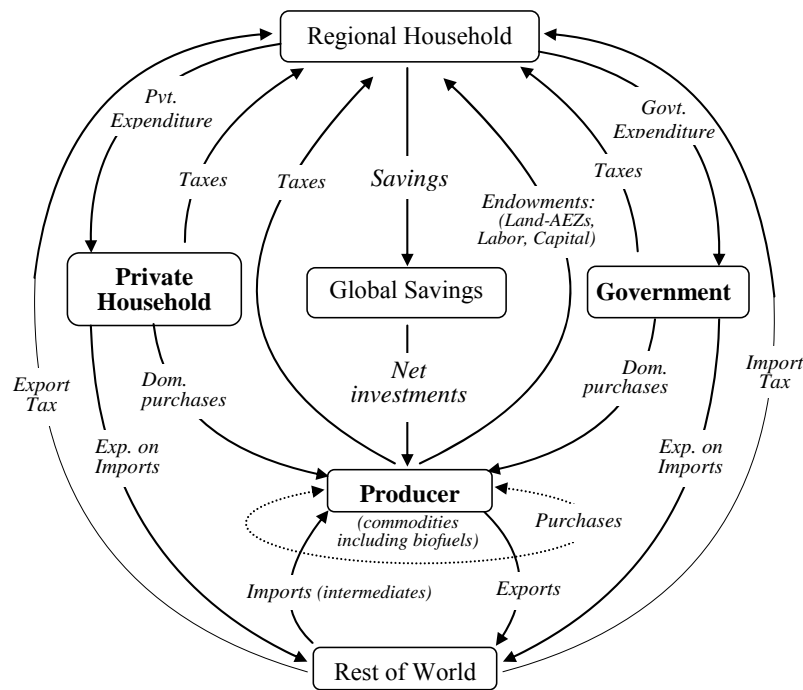 Regional Household
Pvt.
Expenditure
Govt.
Expenditure
Taxes
Taxes
Savings
Taxes
Endowments:
(Land-AEZs,
Labor, Capital)
Private
Household
Global Savings
Government
Export
Tax
Dom.
purchases
Net
investments
Dom.
purchases
Import
Tax
Exp. on
Imports
Exp. on
Imports
Producer
(commodities
including biofuels)
Purchases
Imports (intermediates)
Exports
Rest of World